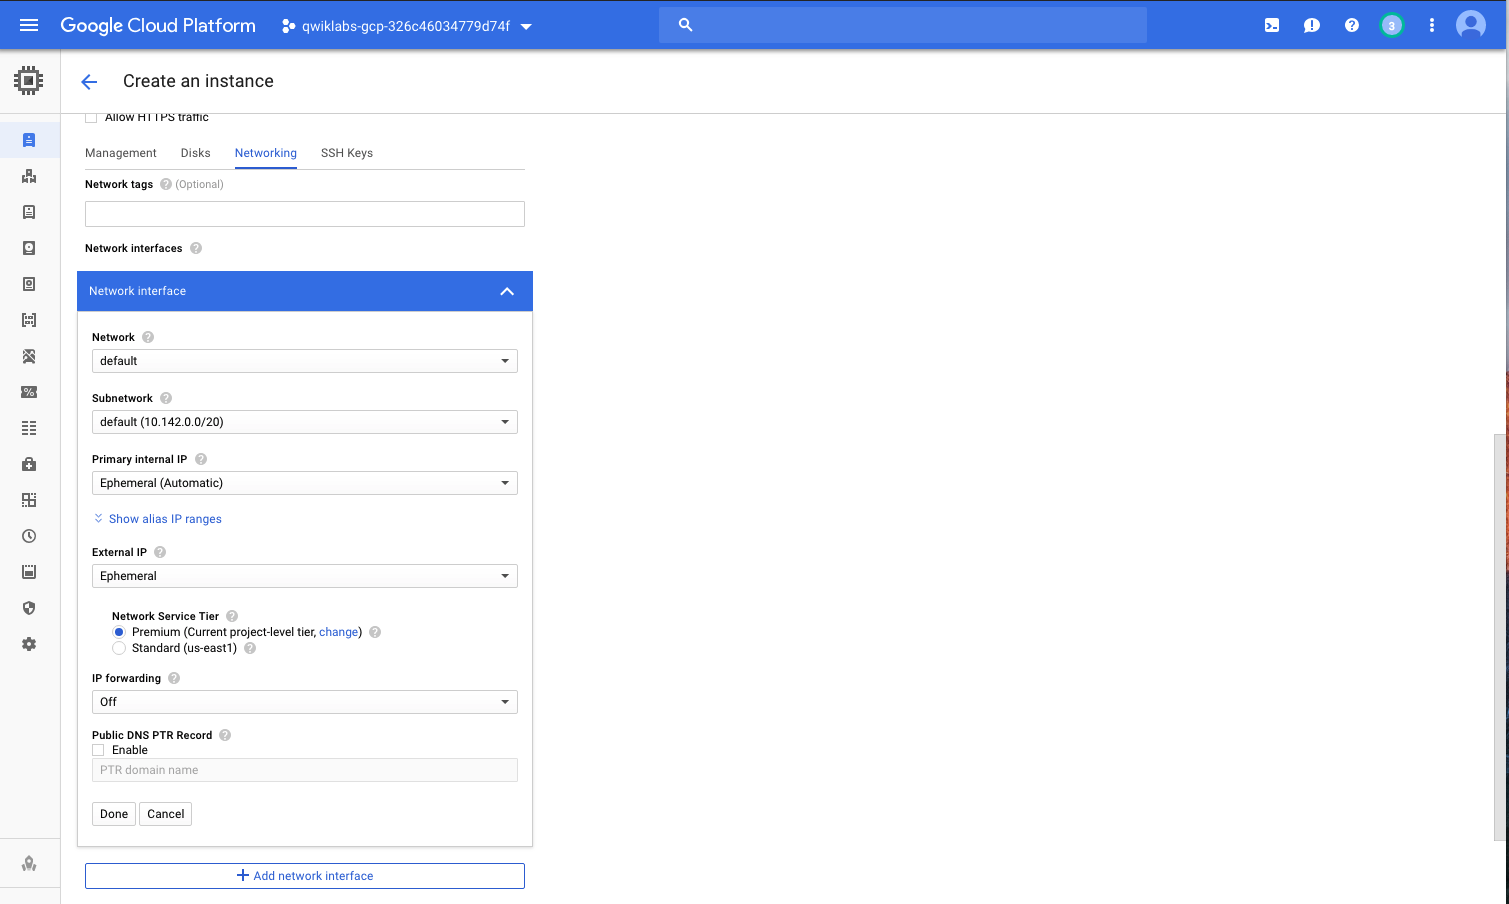 Google Cloud Platform
qwiklabs-gcp-326c46034779d74f
3
Create an instance
Allow HTTPS traffic
Management Disks Networking SSH Keys
Network tags ? (Optional)
Network interfaces ?
Network interface
Network ?
default
Subnetwork ?
default (10.142.0.0/20)
Primary internal IP ?
Ephemeral (Automatic)
Show alias IP ranges
External IP ?
Ephemeral
Network Service Tier ?
Premium (Current project-level tier, change) ?
Standard (us-east1) ?
IP forwarding ?
Off
Public DNS PTR Record ?
Enable
PTR domain name
Done Cancel
+ Add network interface